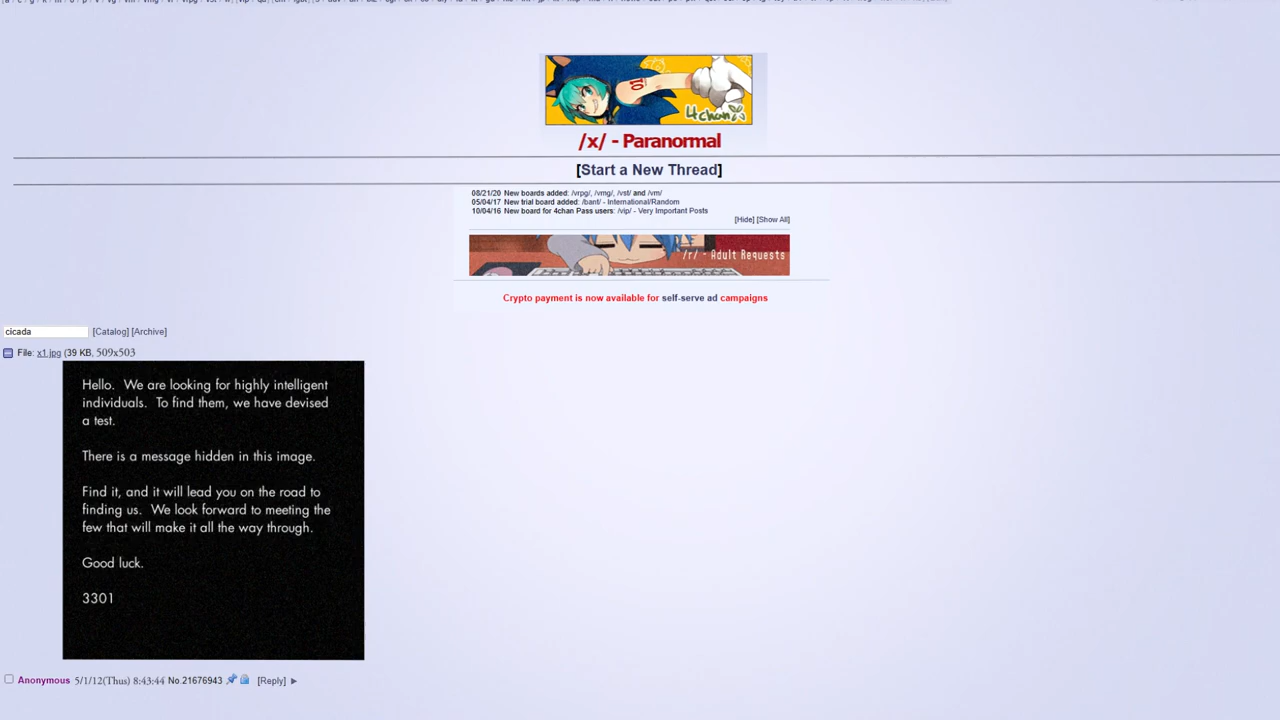 4chan
/x/ - Paranormal
[Start a New Thread]
08/21/20 New boards added: /vrpg/, /vmg/, /vst/ and /vm/
05/04/17 New trial board added: /bant/ - International/Random
10/04/16 New board for 4chan Pass users: /vip/ - Very Important Posts
[Hide] [Show All]
/r/ - Adult Requests
Crypto payment is now available for self-serve ad campaigns
cicada [Catalog] [Archive]
File: x1.jpg (39 KB, 509x503
Hello. We are looking for highly intelligent
individuals. To find them, we have devised
a test.
There is a message hidden in this image.
Find it, and it will lead you on the road to
finding us. We look forward to meeting the
few that will make it all the way through.
Good luck.
3301
Anonymous 5/1/12(Thus) 8:43:44 No.21676943 [Reply] ▶